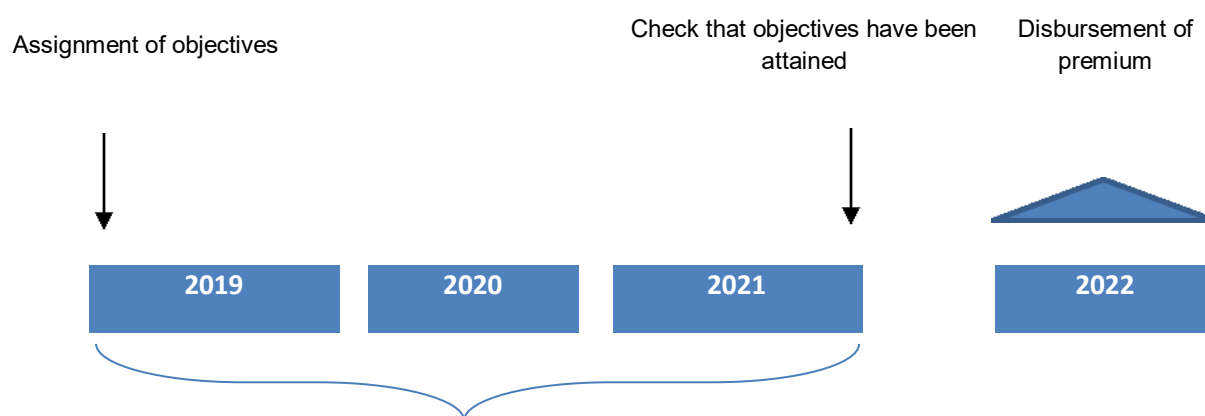 Assignment of objectives
Check that objectives have been
attained
Disbursement of
premium
2019
2020
2021
2022